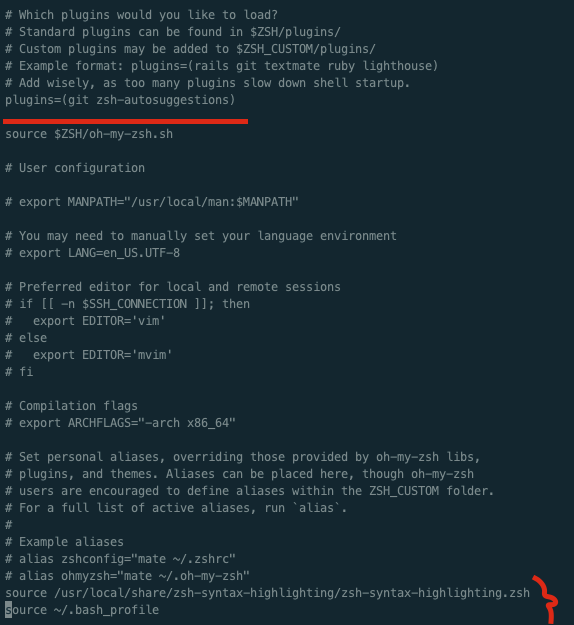 # Which plugins would you like to load?
# Standard plugins can be found in $ZSH/plugins/
# Custom plugins may be added to $ZSH_CUSTOM/plugins/
# Example format: plugins=(rails git textmate ruby lighthouse)
# Add wisely, as too many plugins slow down shell startup.
plugins=(git zsh-autosuggestions)
source $ZSH/oh-my-zsh.sh
# User configuration
# export MANPATH="/usr/local/man:$MANPATH"
# You may need to manually set your language environment
# export LANG=en_US.UTF-8
# Preferred editor for local and remote sessions
# if [[ -n $SSH_CONNECTION ]]; then
#   export EDITOR='vim'
# else
#   export EDITOR='mvim'
# fi
# Compilation flags
# export ARCHFLAGS="-arch x86_64"
# Set personal aliases, overriding those provided by oh-my-zsh libs,
# plugins, and themes. Aliases can be placed here, though oh-my-zsh
# users are encouraged to define aliases within the ZSH_CUSTOM folder.
# For a full list of active aliases, run `alias`.
#
# Example aliases
# alias zshconfig="mate ~/.zshrc"
# alias ohmyzsh="mate ~/.oh-my-zsh"
source /usr/local/share/zsh-syntax-highlighting/zsh-syntax-highlighting.zsh
source ~/.bash_profile